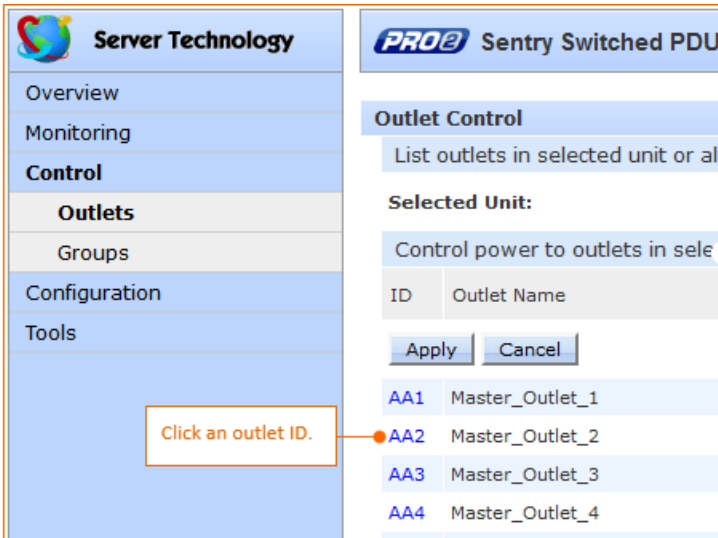 Server Technology
PRO2 Sentry Switched PDU
Overview
Monitoring
Control
Outlets
Groups
Configuration
Tools
Outlet Control
List outlets in selected unit or al
Selected Unit:
Control power to outlets in sele
ID Outlet Name
Apply Cancel
AA1 Master_Outlet_1
Click an outlet ID.
AA2 Master_Outlet_2
AA3 Master_Outlet_3
AA4 Master_Outlet_4